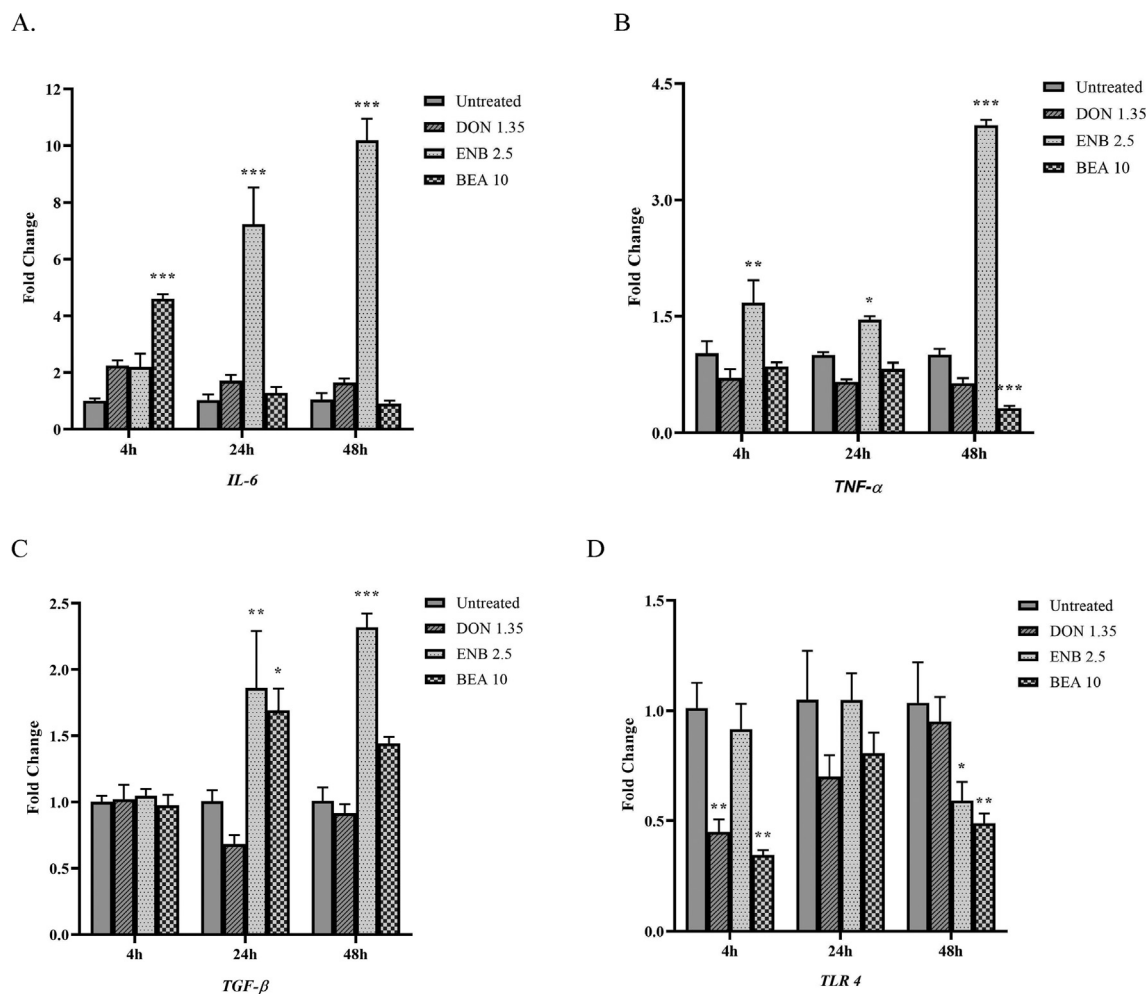 A.
Fold Change
12
10
8
6
4
2
0
***
***
***
4h
24h
48h
IL-6
Untreated
DON 1.35
ENB 2.5
BEA 10
B
Fold Change
4.5
3.0
1.5
0.0
**
*
***
***
4h
24h
48h
TNF-α
Untreated
DON 1.35
ENB 2.5
BEA 10
C
Fold Change
2.5
2.0
1.5
1.0
0.5
0.0
**
*
***
4h
24h
48h
TGF-β
Untreated
DON 1.35
ENB 2.5
BEA 10
D
Fold Change
1.5
1.0
0.5
0.0
**
**
*
**
4h
24h
48h
TLR 4
Untreated
DON 1.35
ENB 2.5
BEA 10